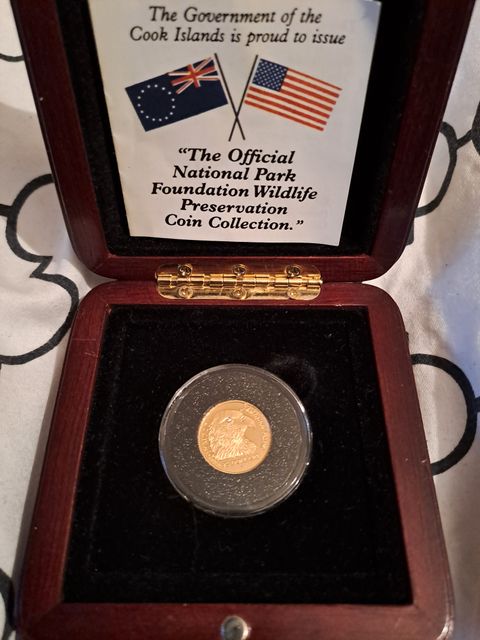 The Government of the
Cook Islands is proud to issue
“The Official
National Park
Foundation Wildlife
Preservation
Coin Collection.”